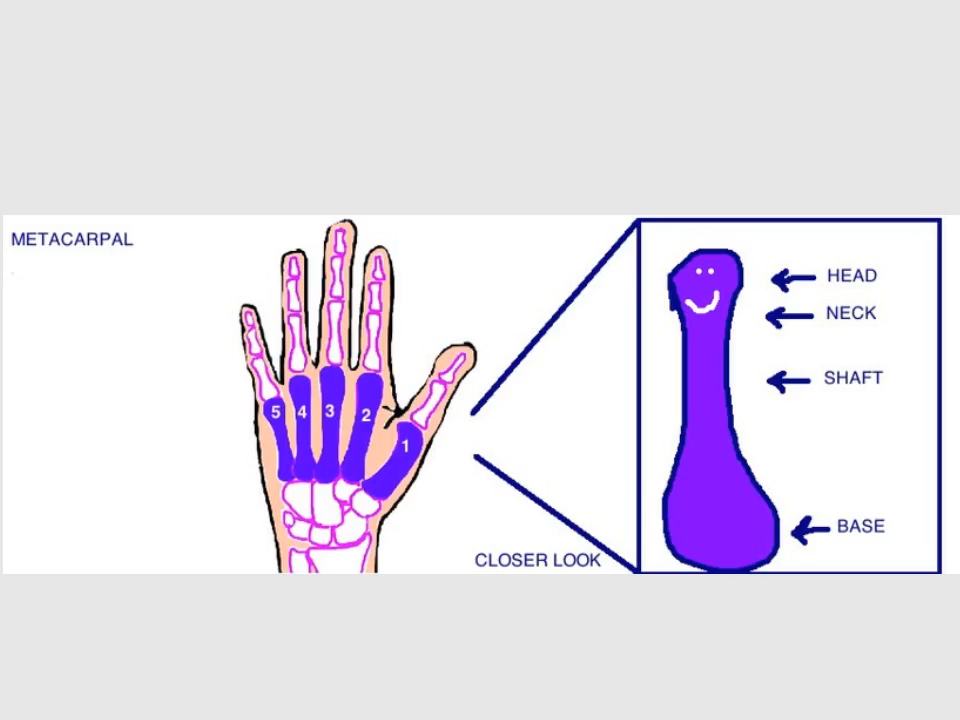 METACARPAL
HEAD
NECK
SHAFT
5 4 3 2
1
BASE
CLOSER LOOK